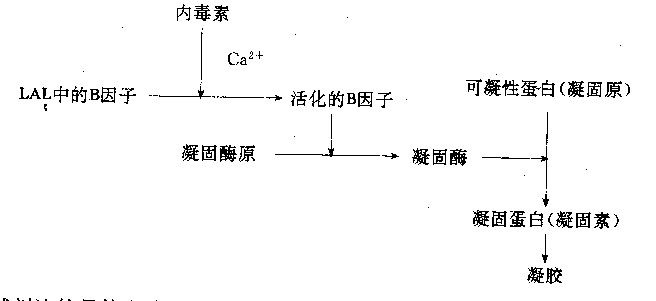 内毒素
Ca²⁺
LAL中的B因子
活化的B因子
可凝性蛋白(凝固原)
凝固酶原
凝固酶
凝固蛋白(凝固素)
凝胶